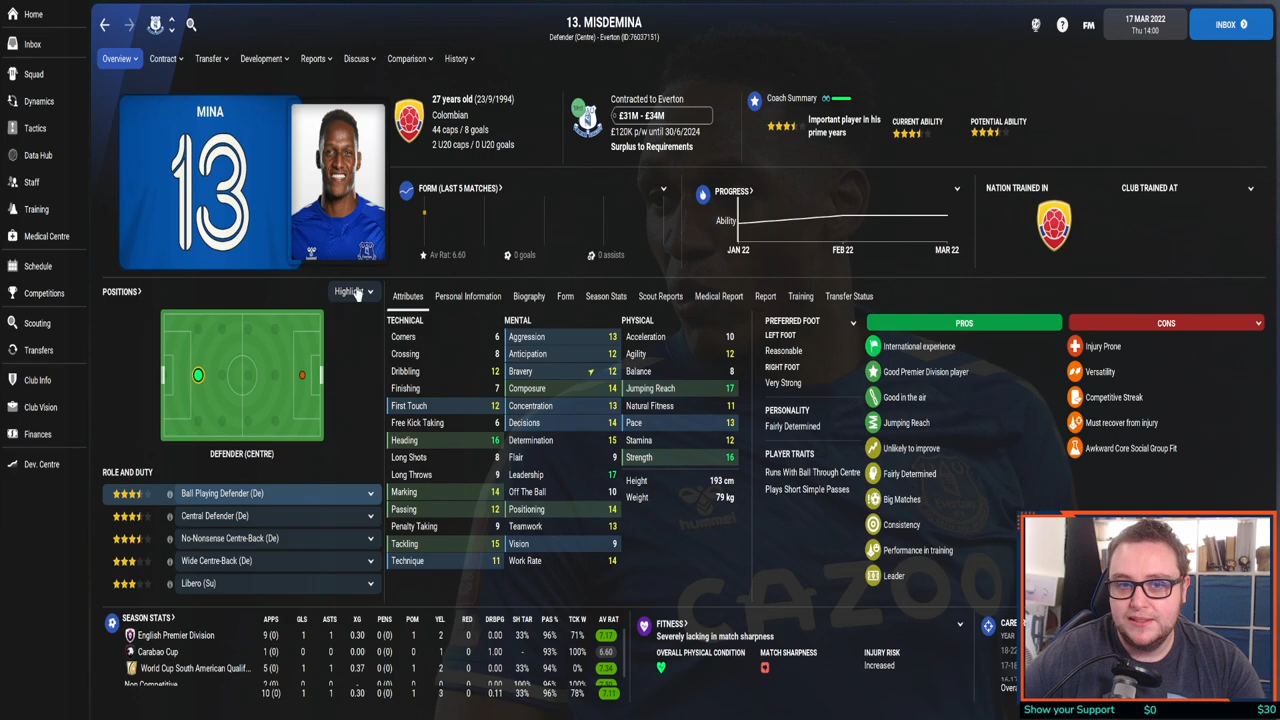 Home
Inbox
Squad
Dynamics
Tactics
Data Hub
Staff
Training
Medical Centre
Schedule
Competitions
Scouting
Transfers
Club Info
Club Vision
Finances
Dev. Centre
13. MISDEMINA
Defender (Centre) - Everton (ID:76037151)
FM
17 MAR 2022
Thu 14:00
INBOX
Overview Contract Transfer Development Reports Discuss Comparison History
MINA
13
27 years old (23/9/1994)
Colombian
44 caps / 8 goals
2 U20 caps / 0 U20 goals
Contracted to Everton
£31M - £34M
£120K p/w until 30/6/2024
Surplus to Requirements
Coach Summary
Important player in his prime years
CURRENT ABILITY
POTENTIAL ABILITY
FORM (LAST 5 MATCHES)>
Av Rat: 6.60 0 goals 0 assists
PROGRESS>
Ability
JAN 22 FEB 22 MAR 22
NATION TRAINED IN CLUB TRAINED AT
POSITIONS>
DEFENDER (CENTRE)
ROLE AND DUTY
Ball Playing Defender (De)
Central Defender (De)
No-Nonsense Centre-Back (De)
Wide Centre-Back (De)
Libero (Su)
Attributes Personal Information Biography Form Season Stats Scout Reports Medical Report Report Training Transfer Status
TECHNICAL
Corners 6
Crossing 8
Dribbling 12
Finishing 7
First Touch 12
Free Kick Taking 6
Heading 16
Long Shots 8
Long Throws 9
Marking 14
Passing 12
Penalty Taking 9
Tackling 15
Technique 11
MENTAL
Aggression 13
Anticipation 12
Bravery 12
Composure 14
Concentration 13
Decisions 14
Determination 15
Flair 9
Leadership 17
Off The Ball 10
Positioning 14
Teamwork 13
Vision 9
Work Rate 14
PHYSICAL
Acceleration 10
Agility 12
Balance 8
Jumping Reach 17
Natural Fitness 11
Pace 13
Stamina 12
Strength 16
Height 193 cm
Weight 79 kg
PREFERRED FOOT
LEFT FOOT
Reasonable
RIGHT FOOT
Very Strong
PERSONALITY
Fairly Determined
PLAYER TRAITS
Runs With Ball Through Centre
Plays Short Simple Passes
PROS
International experience
Good Premier Division player
Good in the air
Jumping Reach
Unlikely to improve
Fairly Determined
Big Matches
Consistency
Performance in training
Leader
CONS
Injury Prone
Versatility
Competitive Streak
Must recover from injury
Awkward Core Social Group Fit
hummel
CAZOO
SEASON STATS>
APPS GLS ASTS XG PENS POM YEL RED DRBPG SH TAR PAS % TCK W AV RAT
English Premier Division 9 (0) 1 1 0.30 0 (0) 1 2 0 0.00 33% 96% 71% 7.17
Carabao Cup 1 (0) 0 0 0.00 0 (0) 0 0 0 1.00 - 93% 100% 6.60
World Cup South American Qualif... 5 (0) 1 1 0.37 0 (0) 0 2 0 0.00 33% 94% 0% 7.34
10 (0) 1 1 0.30 0 (0) 1 3 0 0.11 33% 96% 78% 7.11
FITNESS>
Severely lacking in match sharpness
OVERALL PHYSICAL CONDITION
MATCH SHARPNESS
INJURY RISK
Increased
YEAR
18-22
Show your Support $0 $30